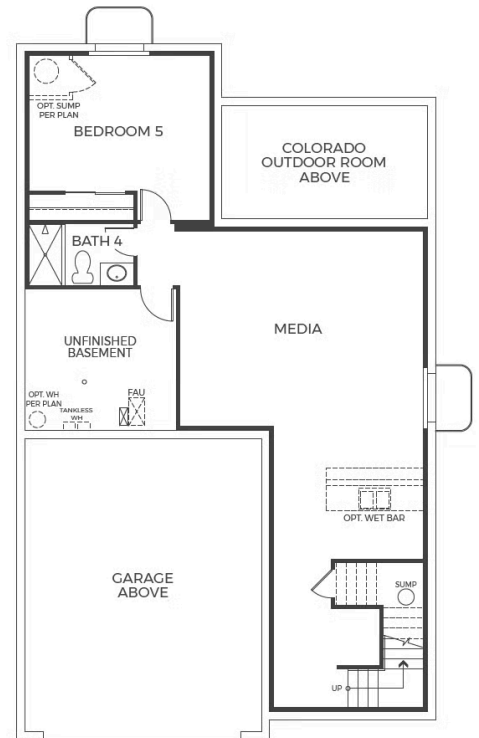 OPT. SUMP
PER PLAN
BEDROOM 5
COLORADO
OUTDOOR ROOM
ABOVE
BATH 4
MEDIA
UNFINISHED
BASEMENT
OPT. WH
PER PLAN
TANKLESS
WH
FAU
OPT. WET BAR
GARAGE
ABOVE
SUMP
UP